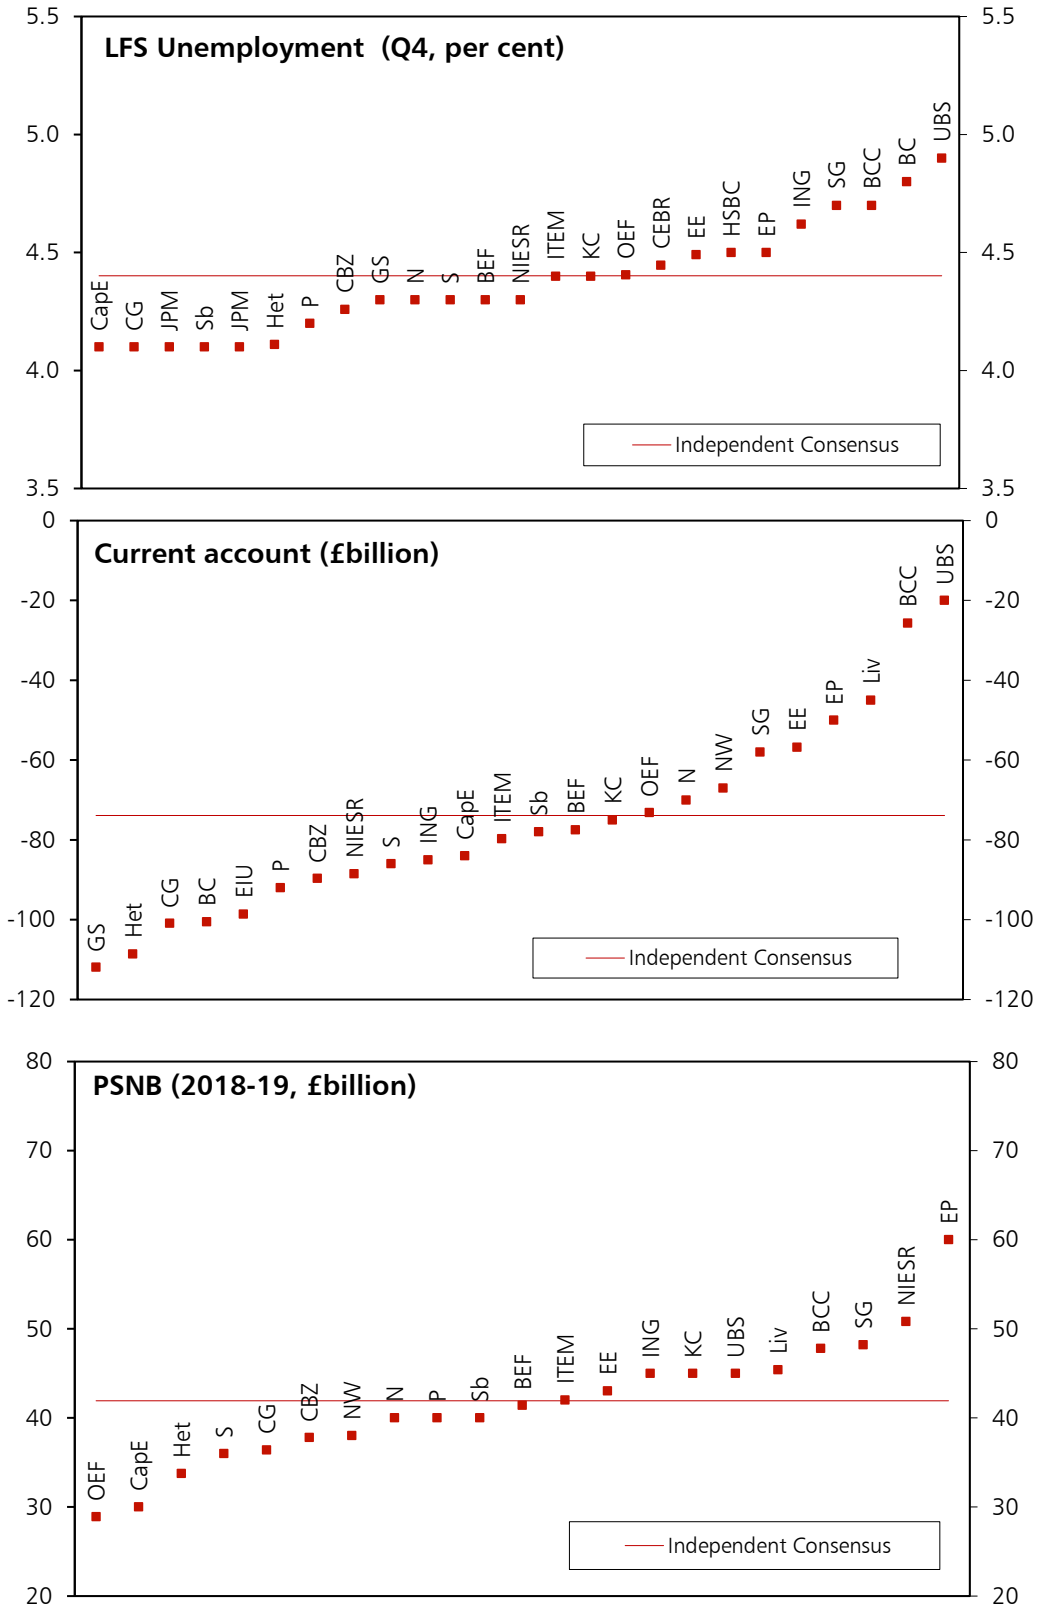 LFS Unemployment (Q4, per cent)
5.5 5.5
5.0 5.0
4.5 4.5
4.0 4.0
3.5 3.5
CapE CG JPM Sb JPM Het P CBZ GS N S BEF NIESR ITEM KC OEF CEBR EE HSBC EP ING SG BCC BC UBS
Independent Consensus
Current account (£billion)
0 0
-20 -20
-40 -40
-60 -60
-80 -80
-100 -100
-120 -120
GS Het CG BC EIU P CBZ NIESR S ING CapE ITEM Sb BEF KC OEF N NW SG EE EP Liv BCC UBS
Independent Consensus
PSNB (2018-19, £billion)
80 80
70 70
60 60
50 50
40 40
30 30
20 20
OEF CapE Het S CG CBZ NW N P Sb BEF ITEM EE ING KC UBS Liv BCC SG NIESR EP
Independent Consensus